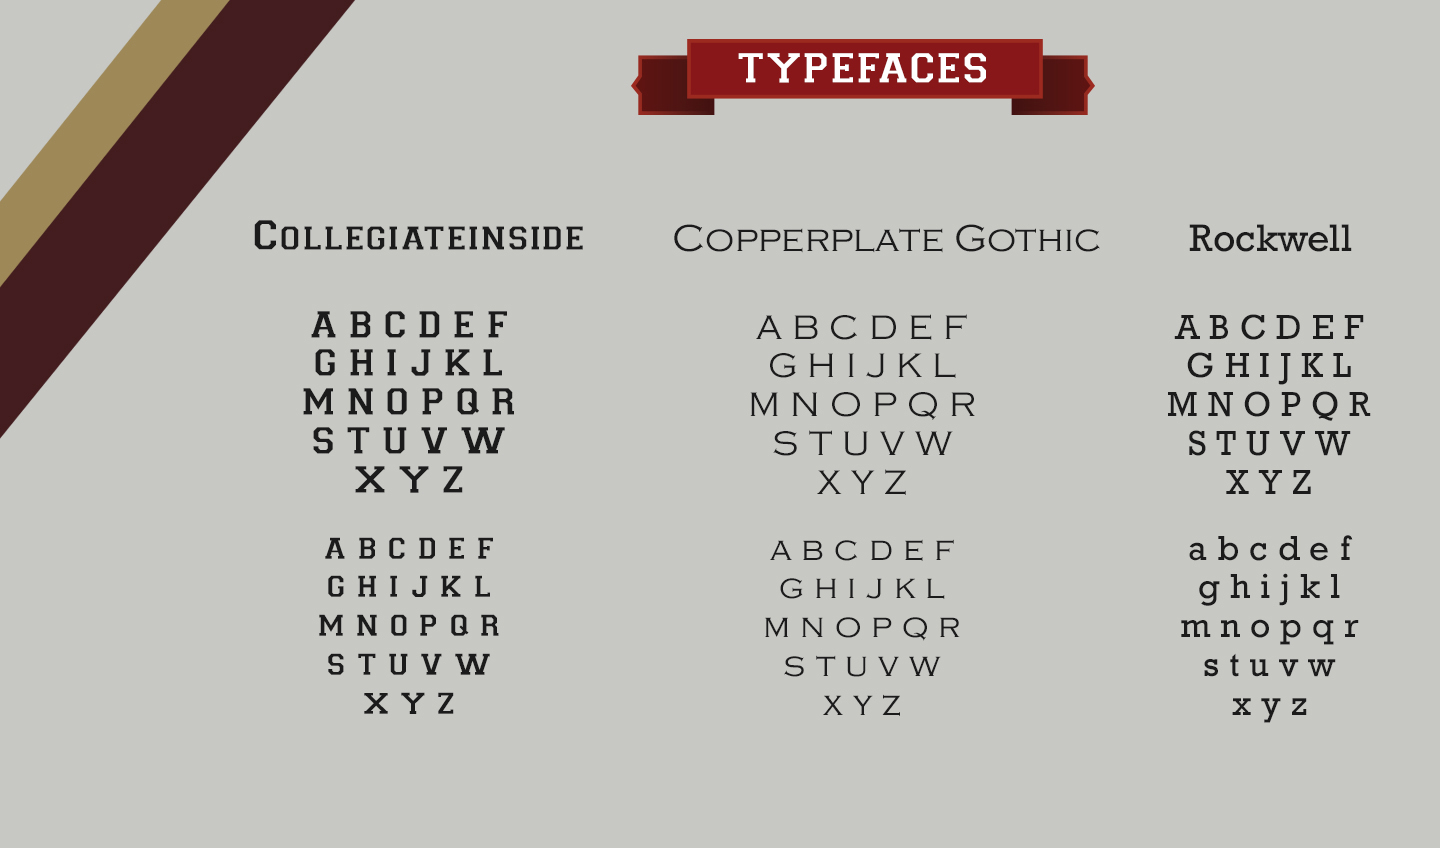 TYPEFACES
COLLEGIATEINSIDE
A B C D E F
G H I J K L
M N O P Q R
S T U V W
X Y Z
A B C D E F
G H I J K L
M N O P Q R
S T U V W
X Y Z
COPPERPLATE GOTHIC
A B C D E F
G H I J K L
M N O P Q R
S T U V W
X Y Z
A B C D E F
G H I J K L
M N O P Q R
S T U V W
X Y Z
Rockwell
A B C D E F
G H I J K L
M N O P Q R
S T U V W
X Y Z
a b c d e f
g h i j k l
m n o p q r
s t u v w
x y z